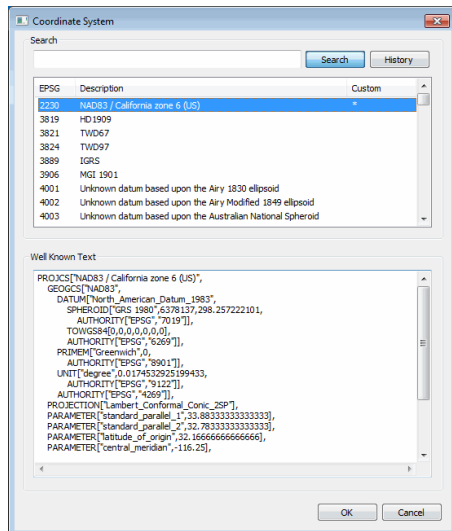 Coordinate System
Search
Search
History
EPSG Description Custom
2230 NAD83 / California zone 6 (US) *
3819 HD1909
3821 TWD67
3824 TWD97
3889 IGRS
3906 MGI 1901
4001 Unknown datum based upon the Airy 1830 ellipsoid
4002 Unknown datum based upon the Airy Modified 1849 ellipsoid
4003 Unknown datum based upon the Australian National Spheroid
Well Known Text
PROJCS["NAD83 / California zone 6 (US)",
GEOGCS["NAD83",
DATUM["North_American_Datum_1983",
SPHEROID["GRS 1980",6378137,298.257222101,
AUTHORITY["EPSG","7019"]],
TOWGS84[0,0,0,0,0,0,0],
AUTHORITY["EPSG","6269"]],
PRIMEM["Greenwich",0,
AUTHORITY["EPSG","8901"]],
UNIT["degree",0.0174532925199433,
AUTHORITY["EPSG","9122"]],
AUTHORITY["EPSG","4269"]],
PROJECTION["Lambert_Conformal_Conic_2SP"],
PARAMETER["standard_parallel_1",33.88333333333333],
PARAMETER["standard_parallel_2",32.78333333333333],
PARAMETER["latitude_of_origin",32.16666666666666],
PARAMETER["central_meridian",-116.25],
OK
Cancel